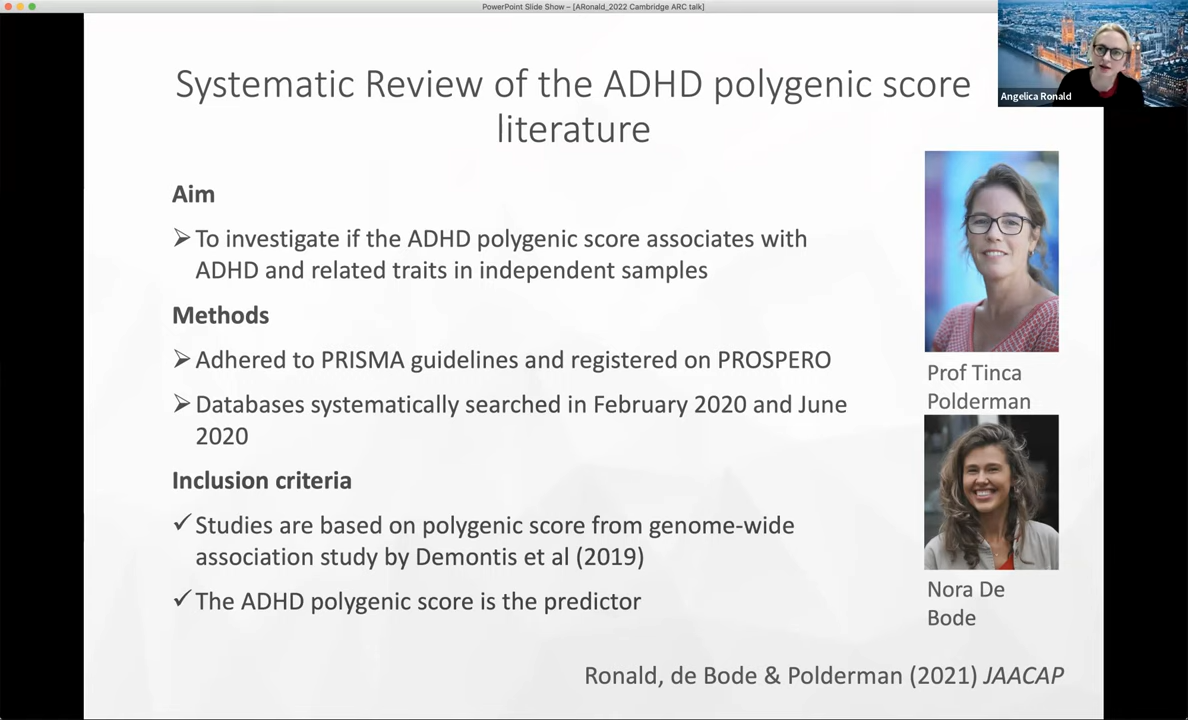 PowerPoint Slide Show – [ARonald_2022 Cambridge ARC talk]
Angelica Ronald
Systematic Review of the ADHD polygenic score
literature
Aim
To investigate if the ADHD polygenic score associates with
ADHD and related traits in independent samples
Methods
Adhered to PRISMA guidelines and registered on PROSPERO
Databases systematically searched in February 2020 and June
2020
Inclusion criteria
Studies are based on polygenic score from genome-wide
association study by Demontis et al (2019)
The ADHD polygenic score is the predictor
Prof Tinca
Polderman
Nora De
Bode
Ronald, de Bode & Polderman (2021) JAACAP